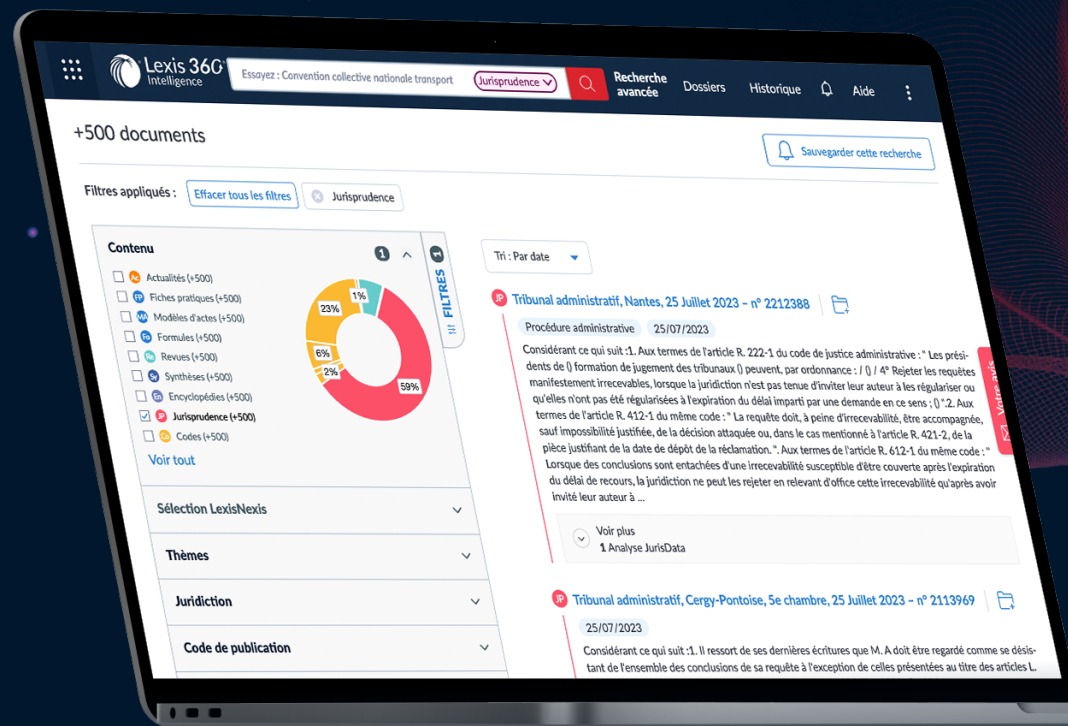 Lexis 360
Intelligence
Essayez : Convention collective nationale transport
Jurisprudence
Recherche
avancée
Dossiers
Historique
Aide
+500 documents
Sauvegarder cette recherche
Filtres appliqués :
Effacer tous les filtres
Jurisprudence
Contenu
1
1
FILTRES
Ac Actualités (+500)
FP Fiches pratiques (+500)
MA Modèles d'actes (+500)
Fo Formules (+500)
Re Revues (+500)
Sy Synthèses (+500)
En Encyclopédies (+500)
JP Jurisprudence (+500)
Co Codes (+500)
Voir tout
1%
23%
6%
2%
59%
Sélection LexisNexis
Thèmes
Juridiction
Code de publication
Tri : Par date
JP Tribunal administratif, Nantes, 25 Juillet 2023 – n° 2212388
Procédure administrative
25/07/2023
Considérant ce qui suit :1. Aux termes de l'article R. 222-1 du code de justice administrative : " Les prési-
dents de () formation de jugement des tribunaux () peuvent, par ordonnance : / () / 4° Rejeter les requêtes
manifestement irrecevables, lorsque la juridiction n'est pas tenue d'inviter leur auteur à les régulariser ou
qu'elles n'ont pas été régularisées à l'expiration du délai imparti par une demande en ce sens ; ()".2. Aux
termes de l'article R. 412-1 du même code : " La requête doit, à peine d'irrecevabilité, être accompagnée,
sauf impossibilité justifiée, de la décision attaquée ou, dans le cas mentionné à l'article R. 421-2, de la
pièce justifiant de la date de dépôt de la réclamation. ". Aux termes de l'article R. 612-1 du même code : "
Lorsque des conclusions sont entachées d'une irrecevabilité susceptible d'être couverte après l'expiration
du délai de recours, la juridiction ne peut les rejeter en relevant d'office cette irrecevabilité qu'après avoir
invité leur auteur à ...
Voir plus
1 Analyse JurisData
Votre avis
JP Tribunal administratif, Cergy-Pontoise, 5e chambre, 25 Juillet 2023 – n° 2113969
25/07/2023
Considérant ce qui suit :1. Il ressort de ses dernières écritures que M. A doit être regardé comme se désis-
tant de l'ensemble des conclusions de sa requête à l'exception de celles présentées au titre des articles L.